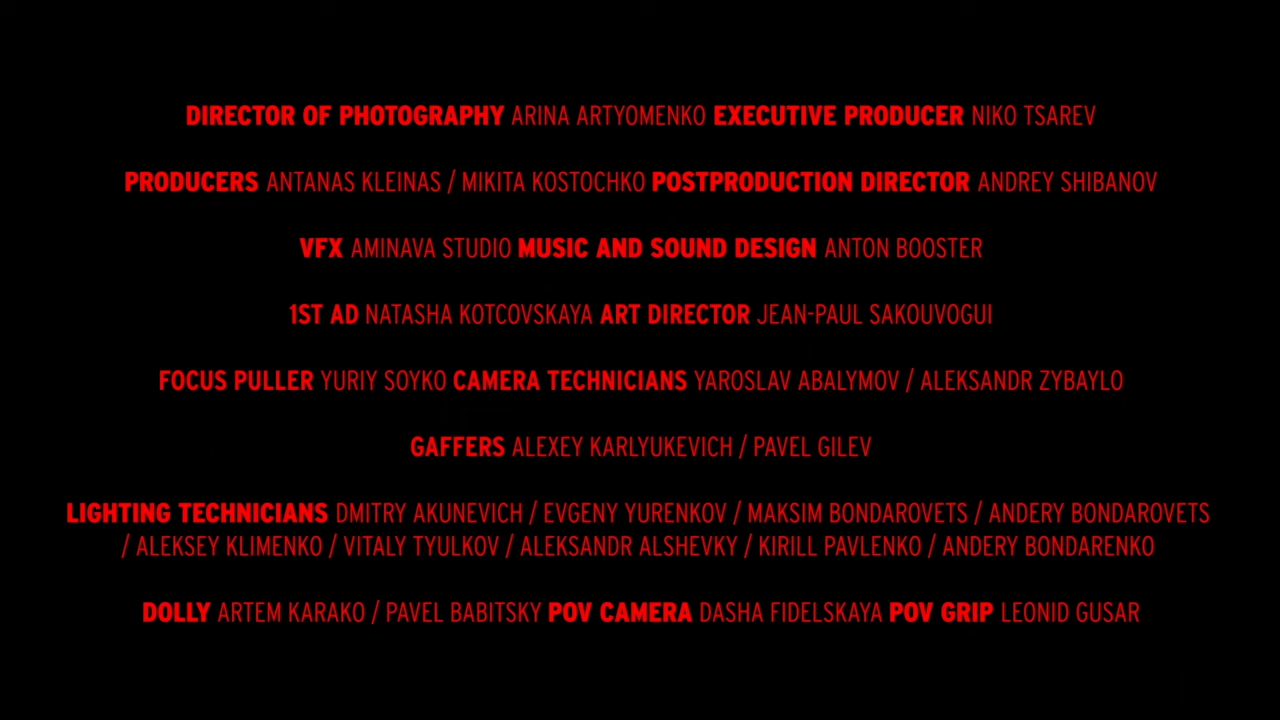 DIRECTOR OF PHOTOGRAPHY ARINA ARTYOMENKO EXECUTIVE PRODUCER NIKO TSAREV
PRODUCERS ANTANAS KLEINAS / MIKITA KOSTOCHKO POSTPRODUCTION DIRECTOR ANDREY SHIBANOV
VFX AMINAVA STUDIO MUSIC AND SOUND DESIGN ANTON BOOSTER
1ST AD NATASHA KOTCOVSKAYA ART DIRECTOR JEAN-PAUL SAKOUVOGUI
FOCUS PULLER YURIY SOYKO CAMERA TECHNICIANS YAROSLAV ABALYMOV / ALEKSANDR ZYBAYLO
GAFFERS ALEXEY KARLYUKEVICH / PAVEL GILEV
LIGHTING TECHNICIANS DMITRY AKUNEVICH / EVGENY YURENKOV / MAKSIM BONDAROVETS / ANDERY BONDAROVETS
/ ALEKSEY KLIMENKO / VITALY TYULKOV / ALEKSANDR ALSHEVKY / KIRILL PAVLENKO / ANDERY BONDARENKO
DOLLY ARTEM KARAKO / PAVEL BABITSKY POV CAMERA DASHA FIDELSKAYA POV GRIP LEONID GUSAR